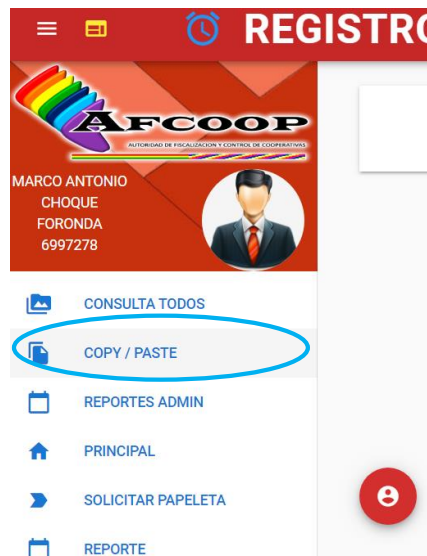 REGISTRO
AFCOOP
AUTORIDAD DE FISCALIZACIÓN Y CONTROL DE COOPERATIVAS
MARCO ANTONIO
CHOQUE
FORONDA
6997278
CONSULTA TODOS
COPY / PASTE
REPORTES ADMIN
PRINCIPAL
SOLICITAR PAPELETA
REPORTE